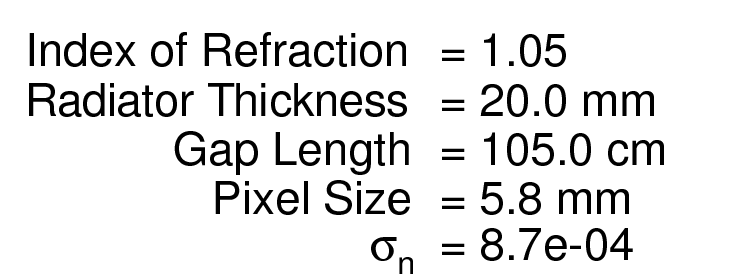 Index of Refraction = 1.05
Radiator Thickness = 20.0 mm
Gap Length = 105.0 cm
Pixel Size = 5.8 mm
σn = 8.7e-04